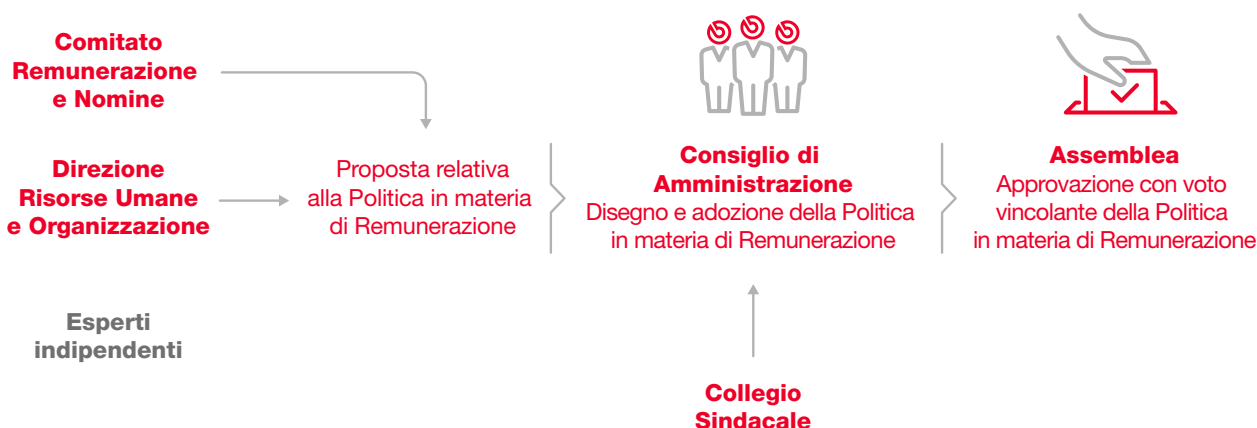 Comitato
Remunerazione
e Nomine
Direzione
Risorse Umane
e Organizzazione
Esperti
indipendenti
Proposta relativa
alla Politica in materia
di Remunerazione
Consiglio di
Amministrazione
Disegno e adozione della Politica
in materia di Remunerazione
Collegio
Sindacale
Assemblea
Approvazione con voto
vincolante della Politica
in materia di Remunerazione